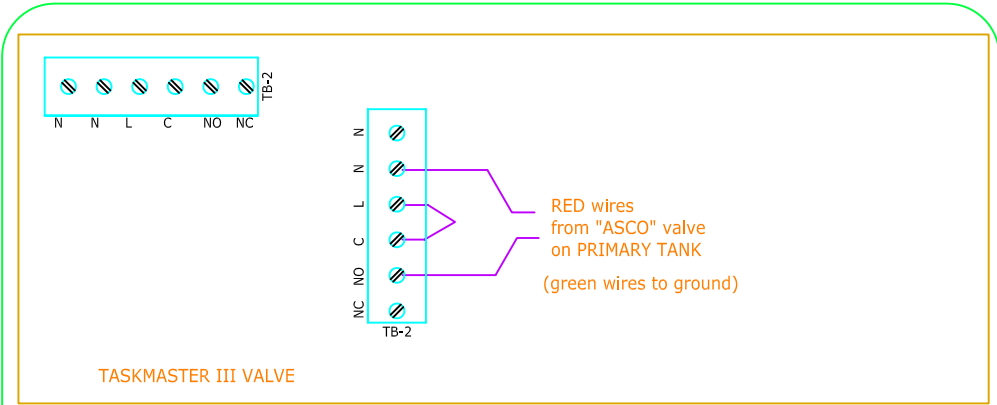 TB-2
N N L C NO NC
N
N
L
C
NO
NC
TB-2
RED wires
from "ASCO" valve
on PRIMARY TANK
(green wires to ground)
TASKMASTER III VALVE